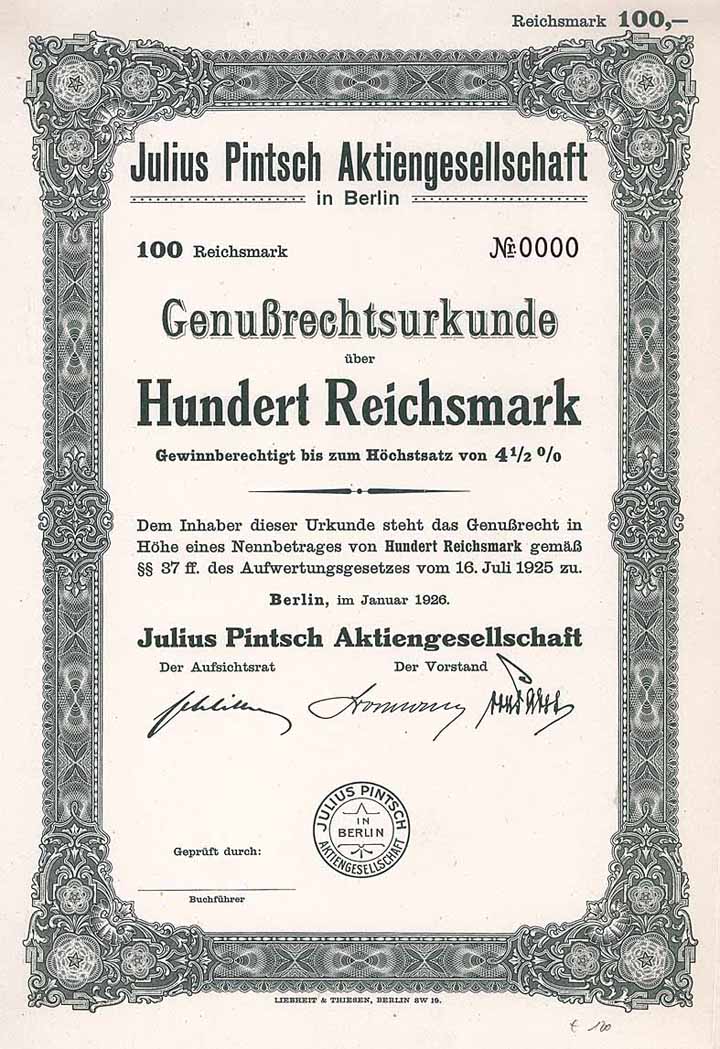 Reichsmark 100,—
Julius Pintsch Aktiengesellschaft
in Berlin
100 Reichsmark Nr. 0000
Genußrechtsurkunde
über
Hundert Reichsmark
Gewinnberechtigt bis zum Höchstsatz von 4 1/2 %
Dem Inhaber dieser Urkunde steht das Genußrecht in
Höhe eines Nennbetrages von Hundert Reichsmark gemäß
§§ 37 ff. des Aufwertungsgesetzes vom 16. Juli 1925 zu.
Berlin, im Januar 1926.
Julius Pintsch Aktiengesellschaft
Der Aufsichtsrat Der Vorstand
JULIUS PINTSCH
IN
BERLIN
AKTIENGESELLSCHAFT
Geprüft durch:
Buchführer
LIEBHEIT & THIESEN, BERLIN SW 19.